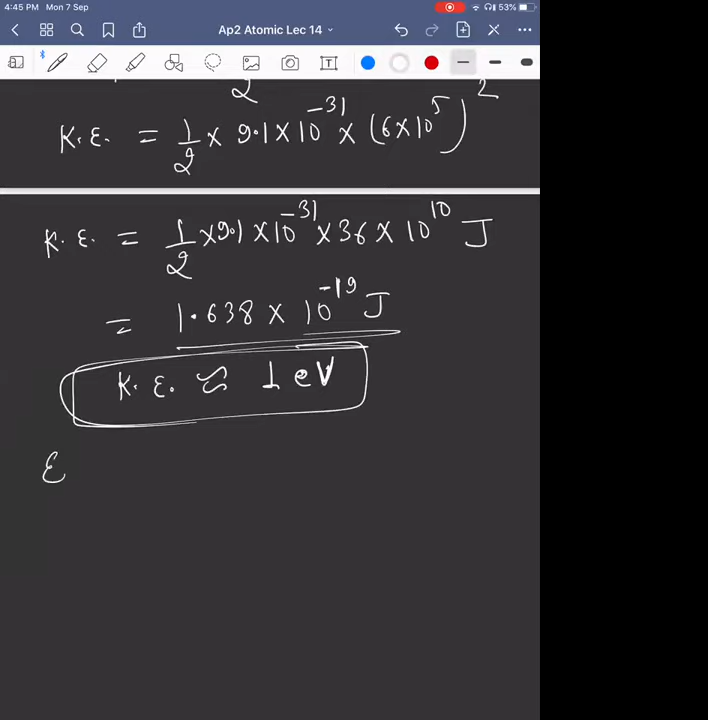 4:45 PM Mon 7 Sep 53%
Ap2 Atomic Lec 14
2
K.E. = 1/2 × 9.1 × 10^-31 × (6 × 10^5)^2
K.E. = 1/2 × 9.1 × 10^-31 × 36 × 10^10 J
= 1.638 × 10^-19 J
K.E. ≈ 1 eV
E